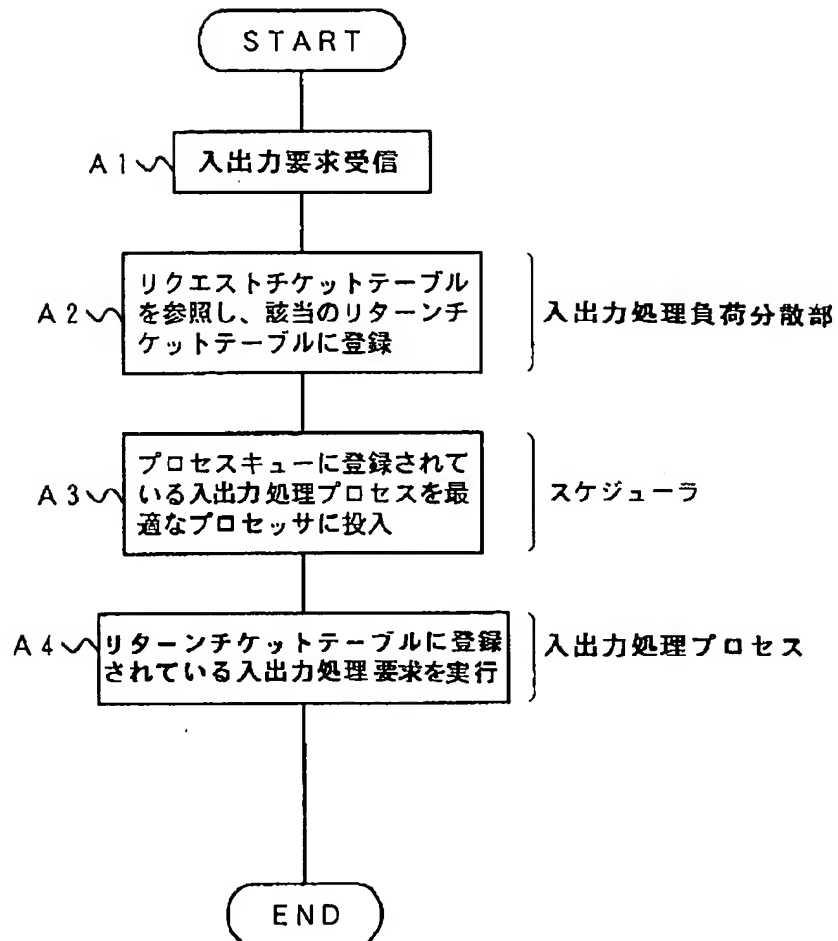 START
A1 入出力要求受信
リクエストチケットテーブル
A2 を参照し、該当のリターンチ 入出力処理負荷分散部
ケットテーブルに登録
プロセスキューに登録されて
A3 いる入出力処理プロセスを最 スケジューラ
適なプロセッサに投入
A4 リターンチケットテーブルに登録 入出力処理プロセス
されている入出力処理要求を実行
END